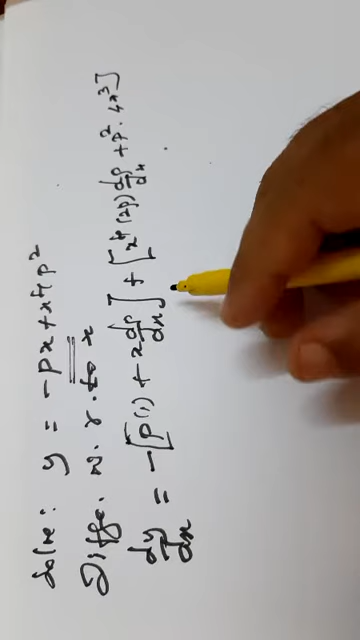 Solve: y = -px + x⁴p²
Diffe. w.r.to x
dy/dx = -[p(1) + x dp/dx] + [x⁴(2p) dp/dx + p². 4x³]